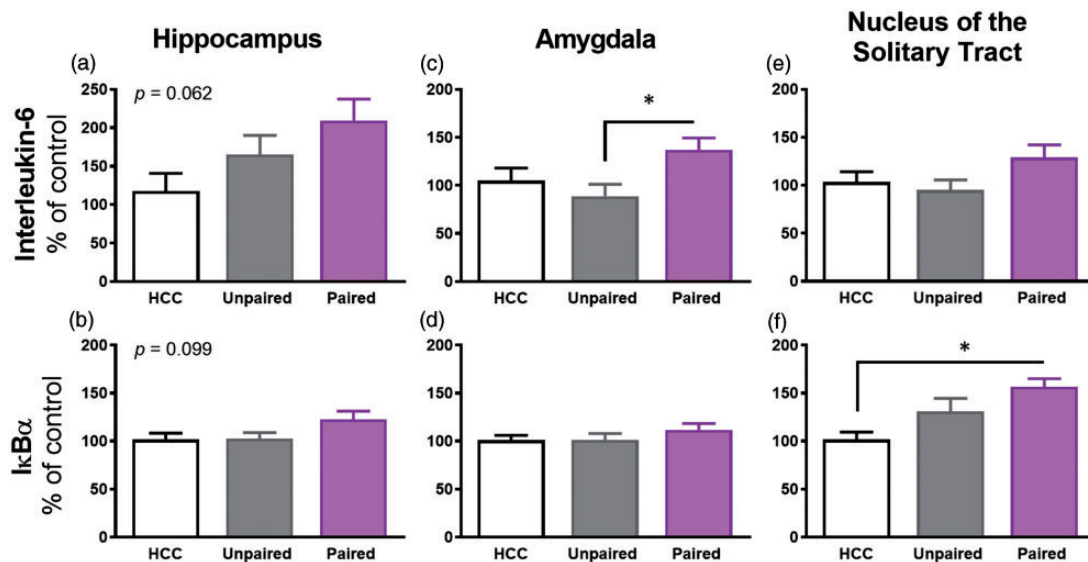 Hippocampus
Amygdala
Nucleus of the
Solitary Tract
Interleukin-6
% of control
(a)
p = 0.062
250
200
150
100
50
0
HCC Unpaired Paired
(c)
*
200
150
100
50
0
HCC Unpaired Paired
(e)
200
150
100
50
0
HCC Unpaired Paired
IκBα
% of control
(b)
p = 0.099
200
150
100
50
0
HCC Unpaired Paired
(d)
200
150
100
50
0
HCC Unpaired Paired
(f)
*
200
150
100
50
0
HCC Unpaired Paired